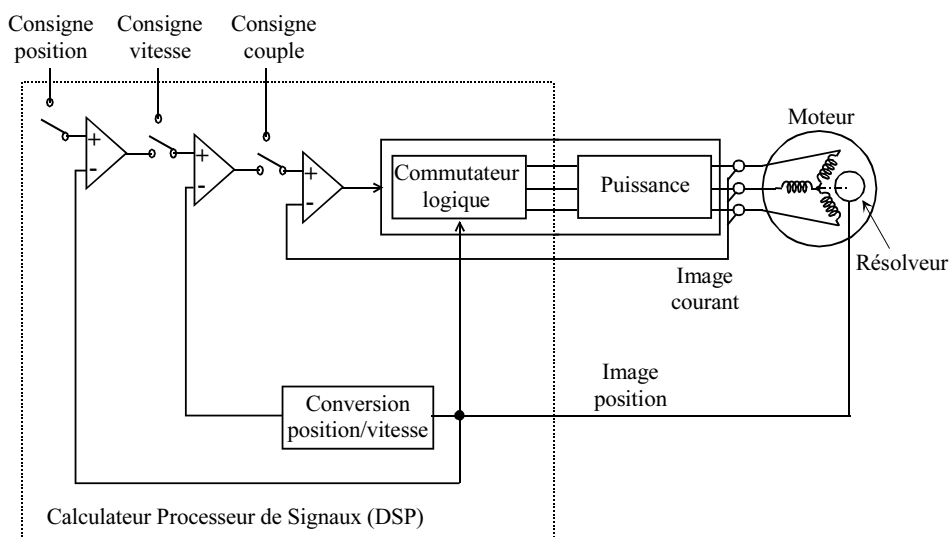 Consigne
position
Consigne
vitesse
Consigne
couple
Moteur
+
-
+
-
+
-
Commutateur
logique
Puissance
Résolveur
Image
courant
Image
position
Conversion
position/vitesse
Calculateur Processeur de Signaux (DSP)